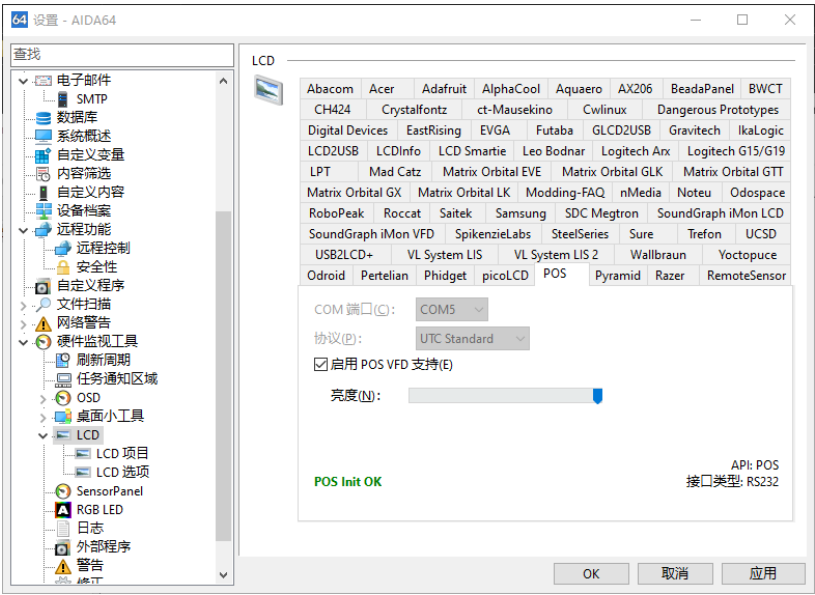 64 设置 - AIDA64
查找
LCD
电子邮件
SMTP
数据库
系统概述
自定义变量
内容筛选
自定义内容
设备档案
远程功能
远程控制
安全性
自定义程序
文件扫描
网络警告
硬件监视工具
刷新周期
任务通知区域
OSD
桌面小工具
LCD
LCD 项目
LCD 选项
SensorPanel
RGB LED
日志
外部程序
警告
修正
Abacom Acer Adafruit AlphaCool Aquaero AX206 BeadaPanel BWCT
CH424 Crystalfontz ct-Mausekino Cwlinux Dangerous Prototypes
Digital Devices EastRising EVGA Futaba GLCD2USB Gravitech IkaLogic
LCD2USB LCDInfo LCD Smartie Leo Bodnar Logitech Arx Logitech G15/G19
LPT Mad Catz Matrix Orbital EVE Matrix Orbital GLK Matrix Orbital GTT
Matrix Orbital GX Matrix Orbital LK Modding-FAQ nMedia Noteu Odospace
RoboPeak Roccat Saitek Samsung SDC Megtron SoundGraph iMon LCD
SoundGraph iMon VFD SpikenzieLabs SteelSeries Sure Trefon UCSD
USB2LCD+ VL System LIS VL System LIS 2 Wallbraun Yoctopuce
Odroid Pertelian Phidget picoLCD POS Pyramid Razer RemoteSensor
COM 端口(C): COM5
协议(P): UTC Standard
启用 POS VFD 支持(E)
亮度(N):
API: POS
POS Init OK 接口类型: RS232
OK 取消 应用